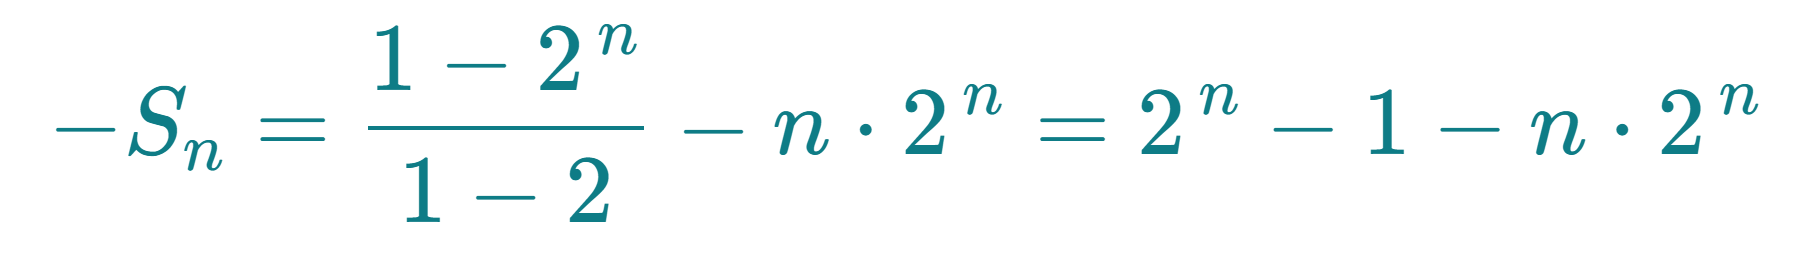 $-S_n = \frac{1-2^n}{1-2} - n \cdot 2^n = 2^n - 1 - n \cdot 2^n$